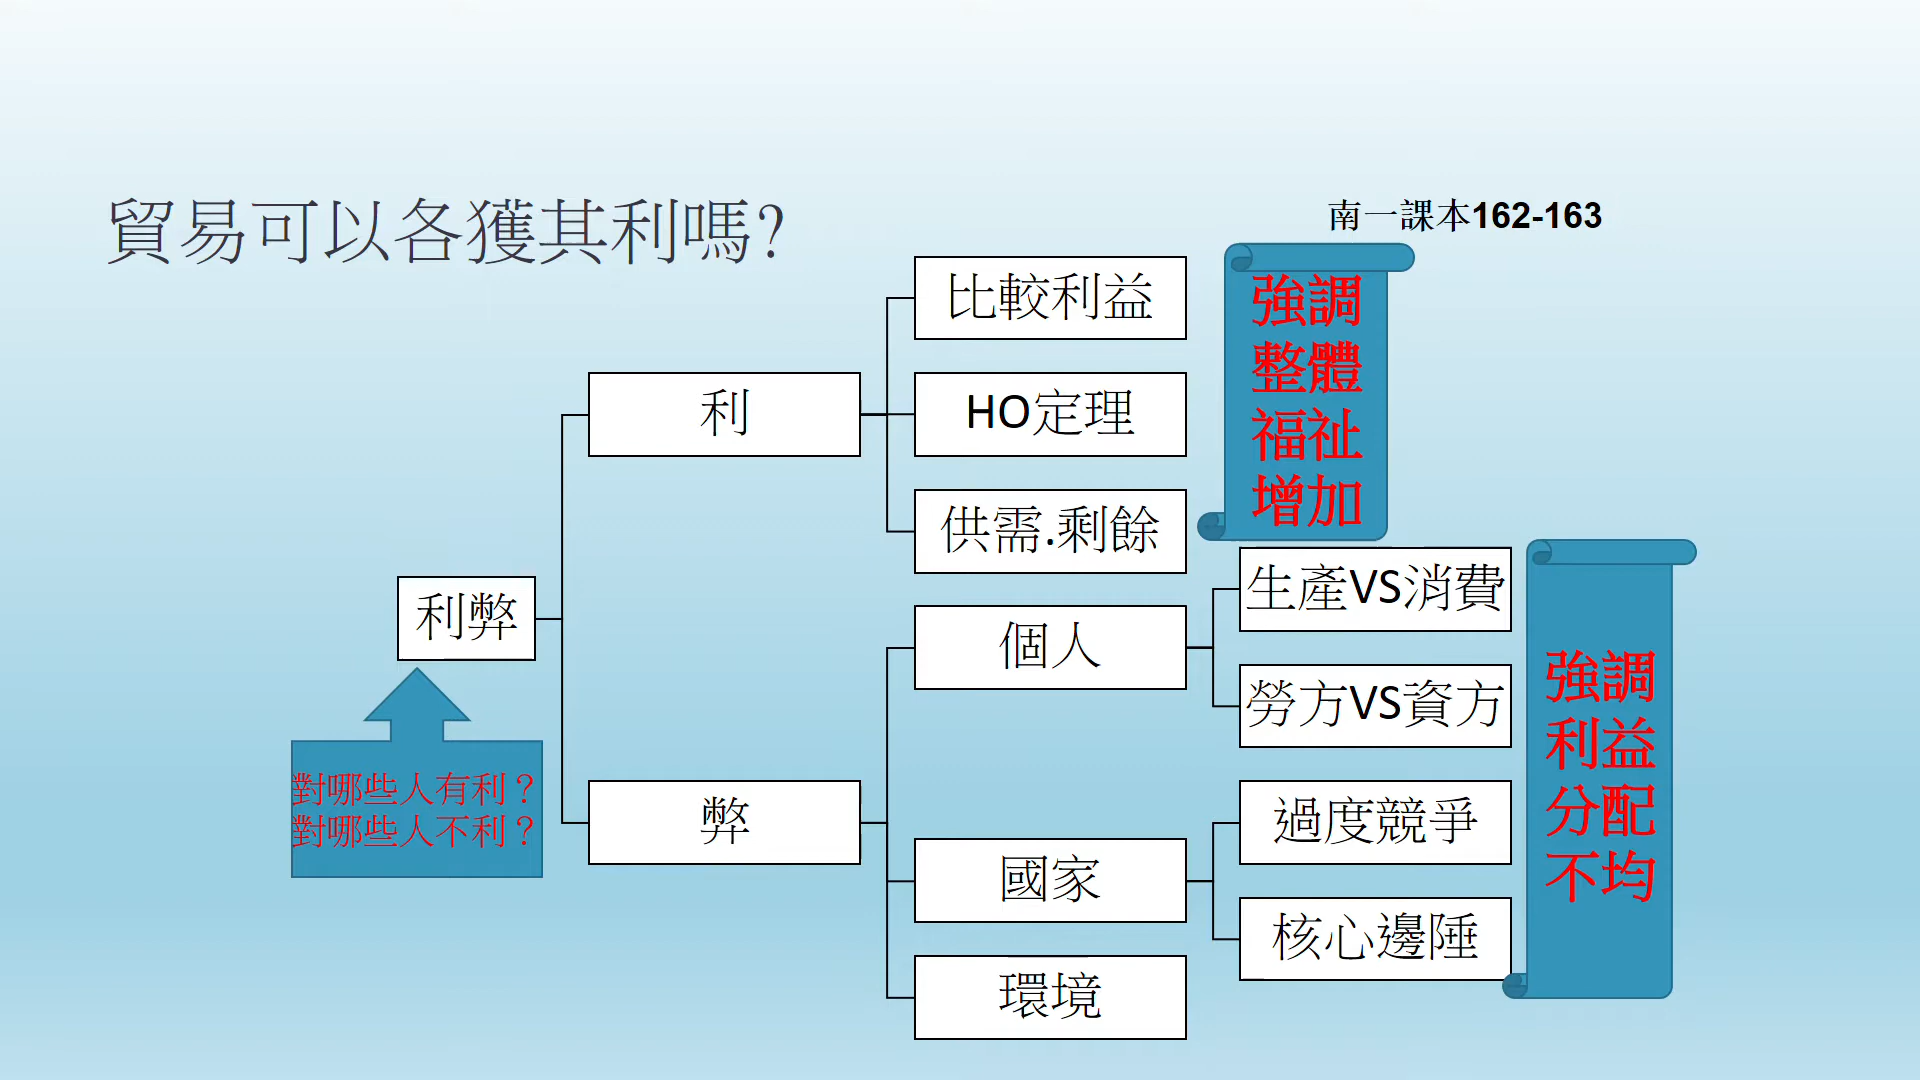 貿易可以各獲其利嗎?
南一課本162-163
利弊
對哪些人有利？
對哪些人不利？
利
比較利益
HO定理
供需.剩餘
強調
整體
福祉
增加
弊
個人
生產VS消費
勞方VS資方
國家
過度競爭
核心邊陲
環境
強調
利益
分配
不均